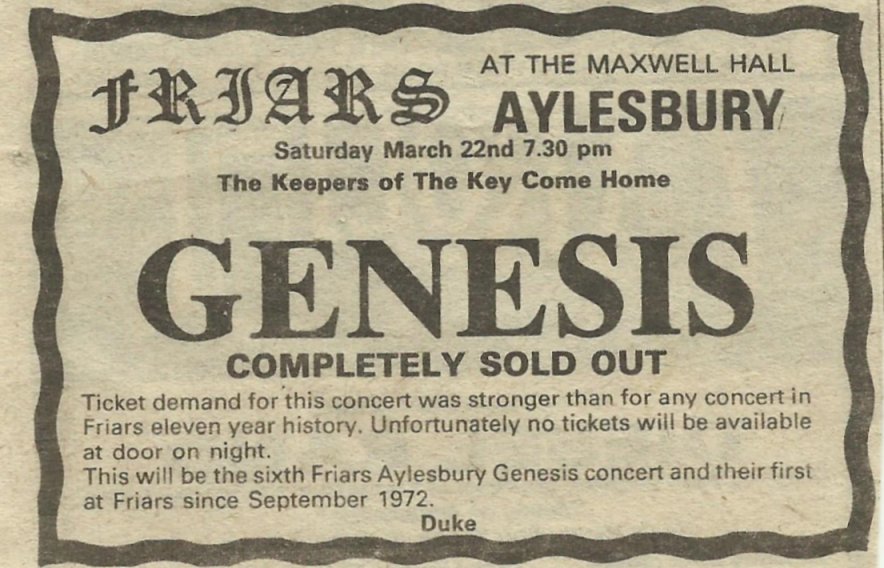 FRIARS
AT THE MAXWELL HALL
AYLESBURY
Saturday March 22nd 7.30 pm
The Keepers of The Key Come Home
GENESIS
COMPLETELY SOLD OUT
Ticket demand for this concert was stronger than for any concert in
Friars eleven year history. Unfortunately no tickets will be available
at door on night.
This will be the sixth Friars Aylesbury Genesis concert and their first
at Friars since September 1972.
Duke